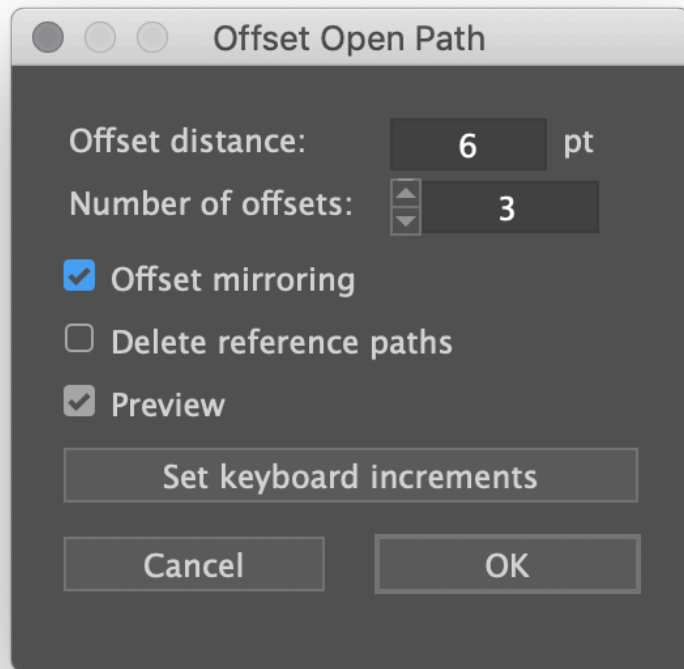 Offset Open Path
Offset distance: 6 pt
Number of offsets: 3
Offset mirroring
Delete reference paths
Preview
Set keyboard increments
Cancel OK